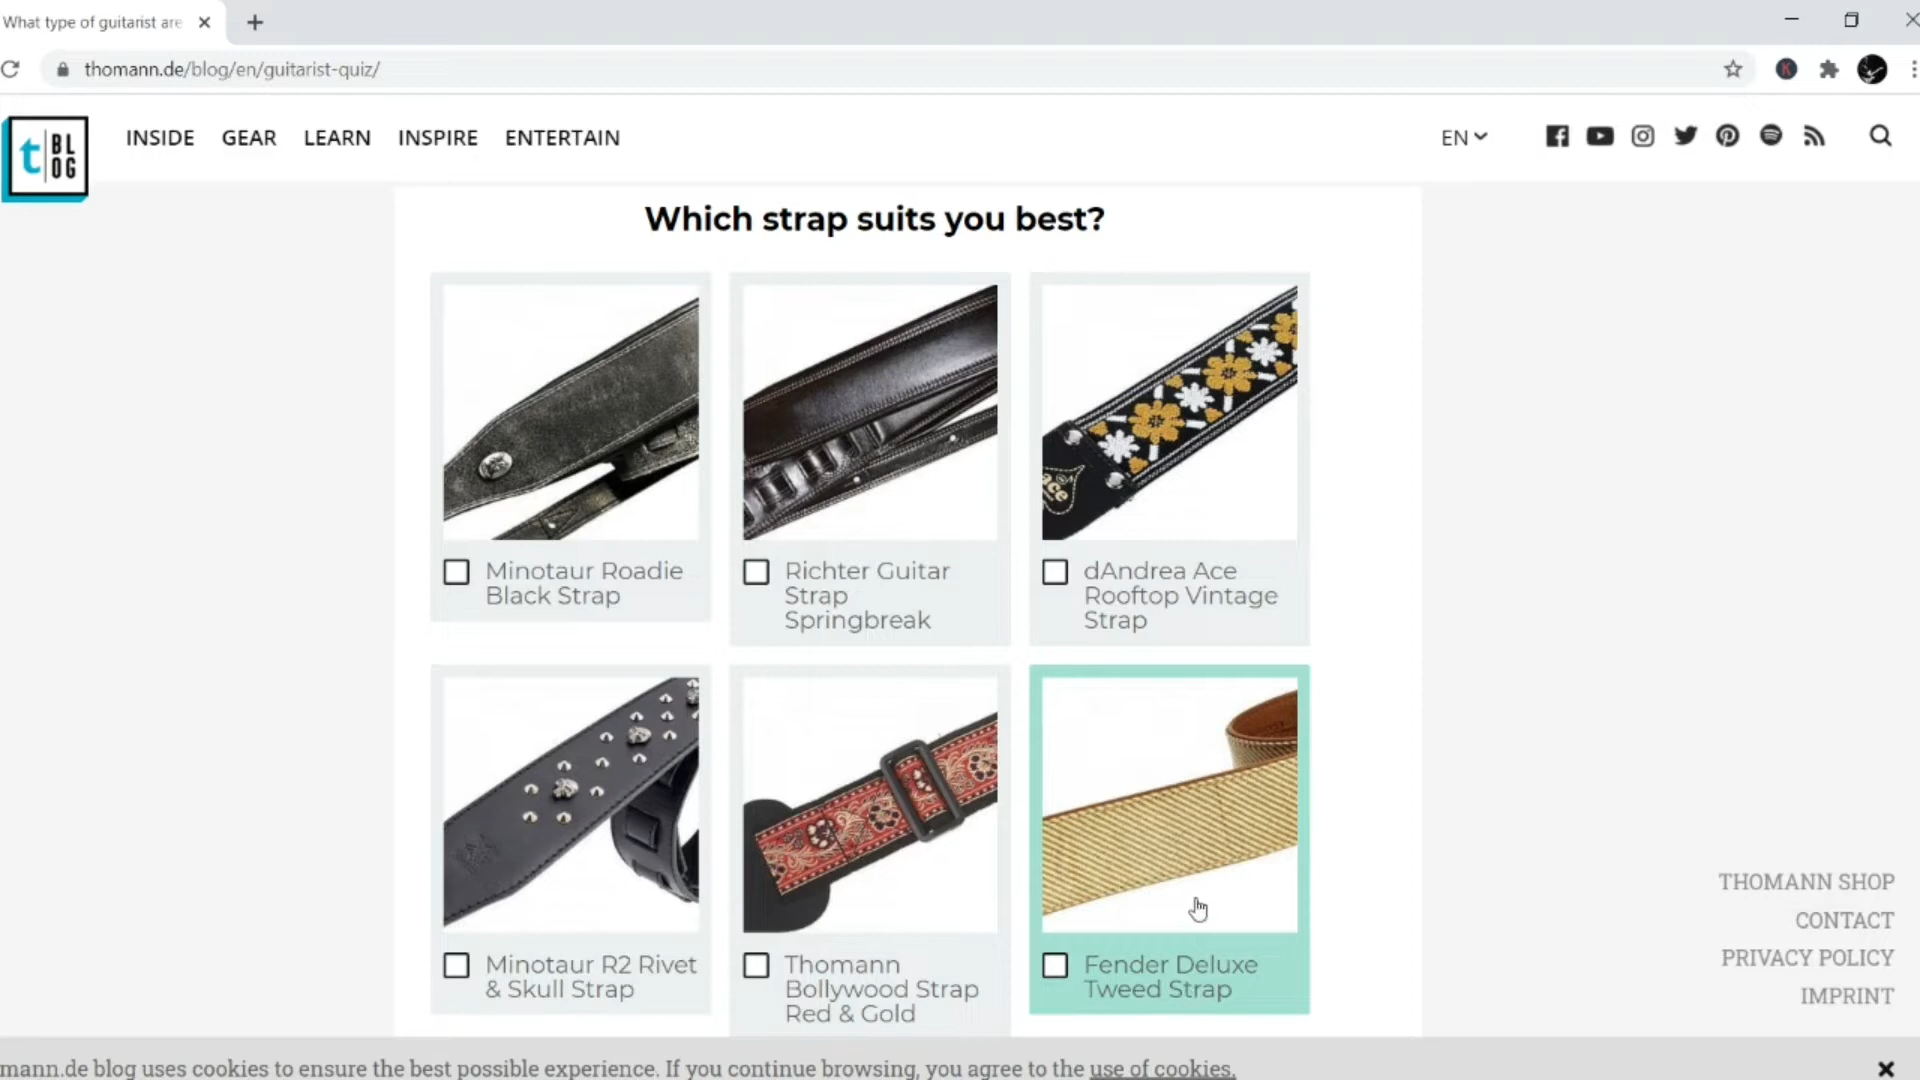 What type of guitarist are
thomann.de/blog/en/guitarist-quiz/
t BL
OG
INSIDE GEAR LEARN INSPIRE ENTERTAIN
EN
Which strap suits you best?
ace
Minotaur Roadie
Black Strap
Richter Guitar
Strap
Springbreak
dAndrea Ace
Rooftop Vintage
Strap
Minotaur R2 Rivet
& Skull Strap
Thomann
Bollywood Strap
Red & Gold
Fender Deluxe
Tweed Strap
THOMANN SHOP
CONTACT
PRIVACY POLICY
IMPRINT
mann.de blog uses cookies to ensure the best possible experience. If you continue browsing, you agree to the use of cookies.